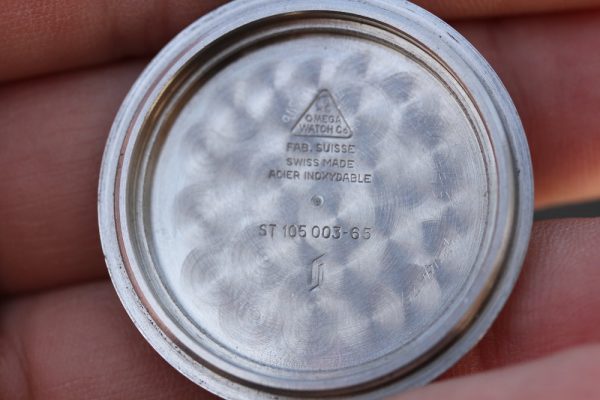 OMEGA
WATCH Co
FAB. SUISSE
SWISS MADE
ACIER INOXYDABLE
ST 105 003-65